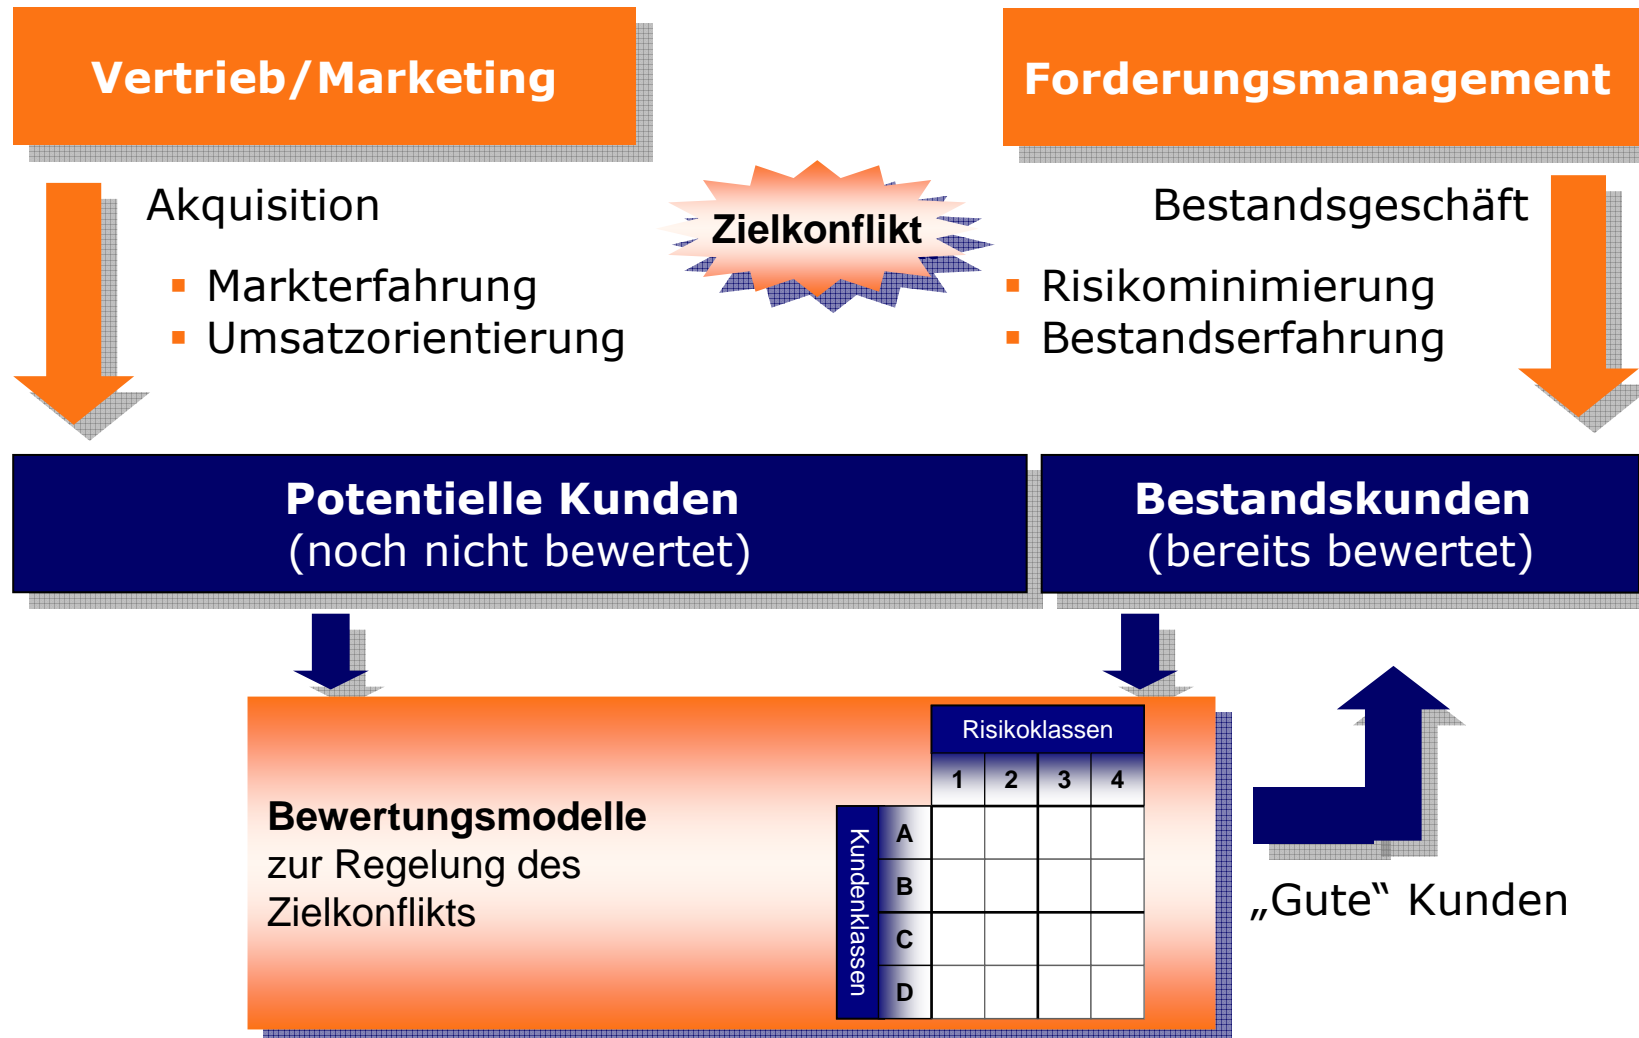 Vertrieb/Marketing
Forderungsmanagement
Akquisition
▪ Markterfahrung
▪ Umsatzorientierung
Zielkonflikt
Bestandsgeschäft
▪ Risikominimierung
▪ Bestandserfahrung
Potentielle Kunden
(noch nicht bewertet)
Bestandskunden
(bereits bewertet)
Bewertungsmodelle
zur Regelung des
Zielkonflikts
Risikoklassen
1 2 3 4
Kundenklassen
A
B
C
D
„Gute“ Kunden